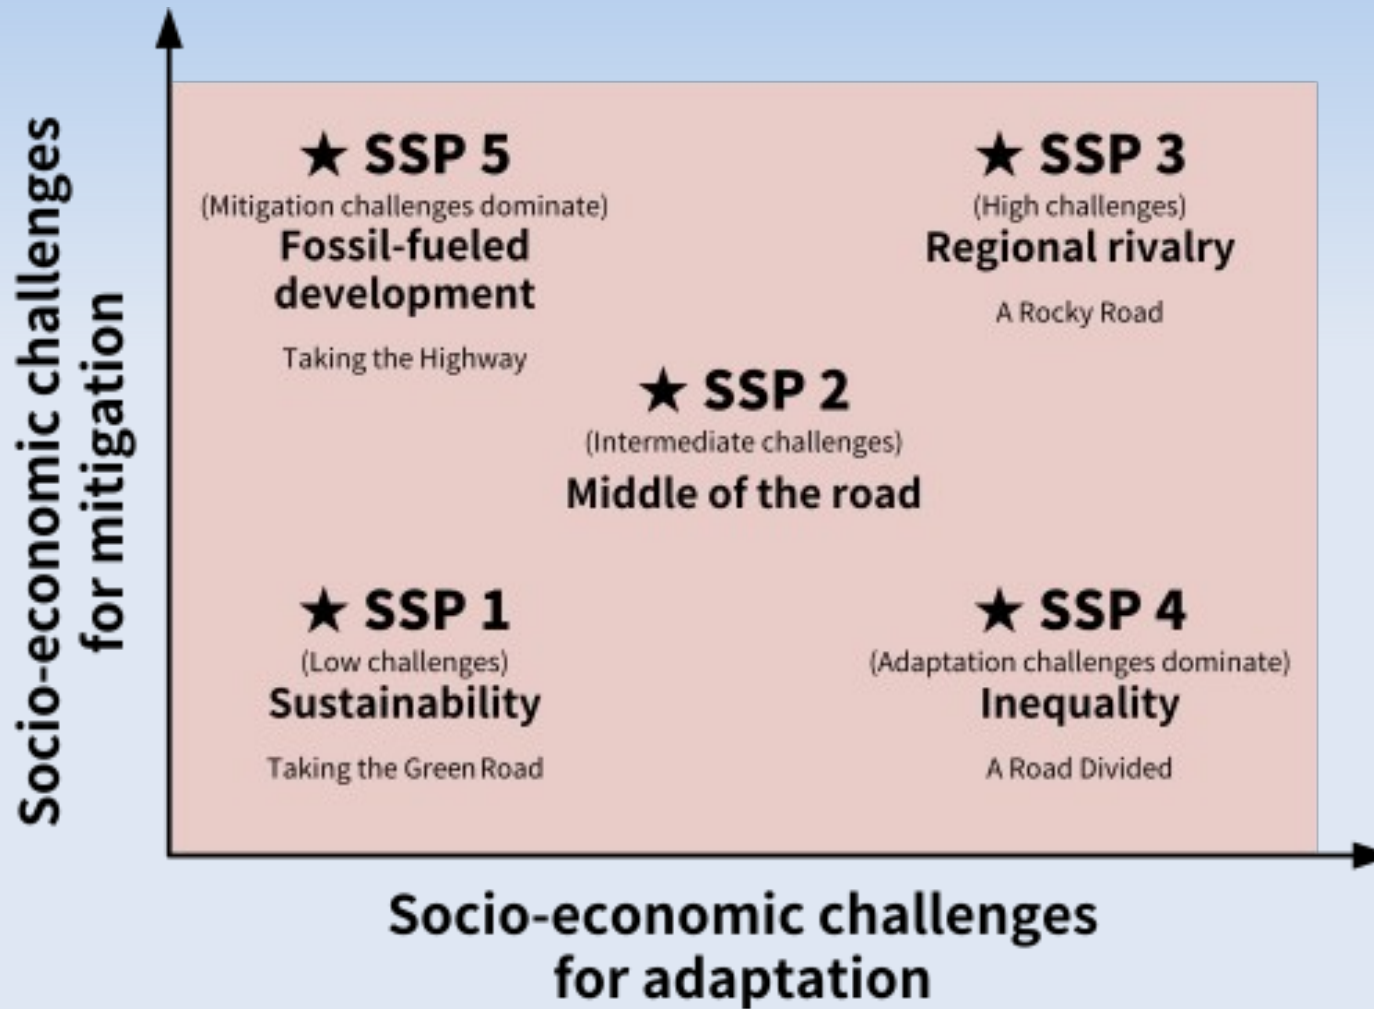 Socio-economic challenges
for mitigation
★ SSP 5
(Mitigation challenges dominate)
Fossil-fueled
development
Taking the Highway
★ SSP 3
(High challenges)
Regional rivalry
A Rocky Road
★ SSP 2
(Intermediate challenges)
Middle of the road
★ SSP 1
(Low challenges)
Sustainability
Taking the Green Road
★ SSP 4
(Adaptation challenges dominate)
Inequality
A Road Divided
Socio-economic challenges
for adaptation